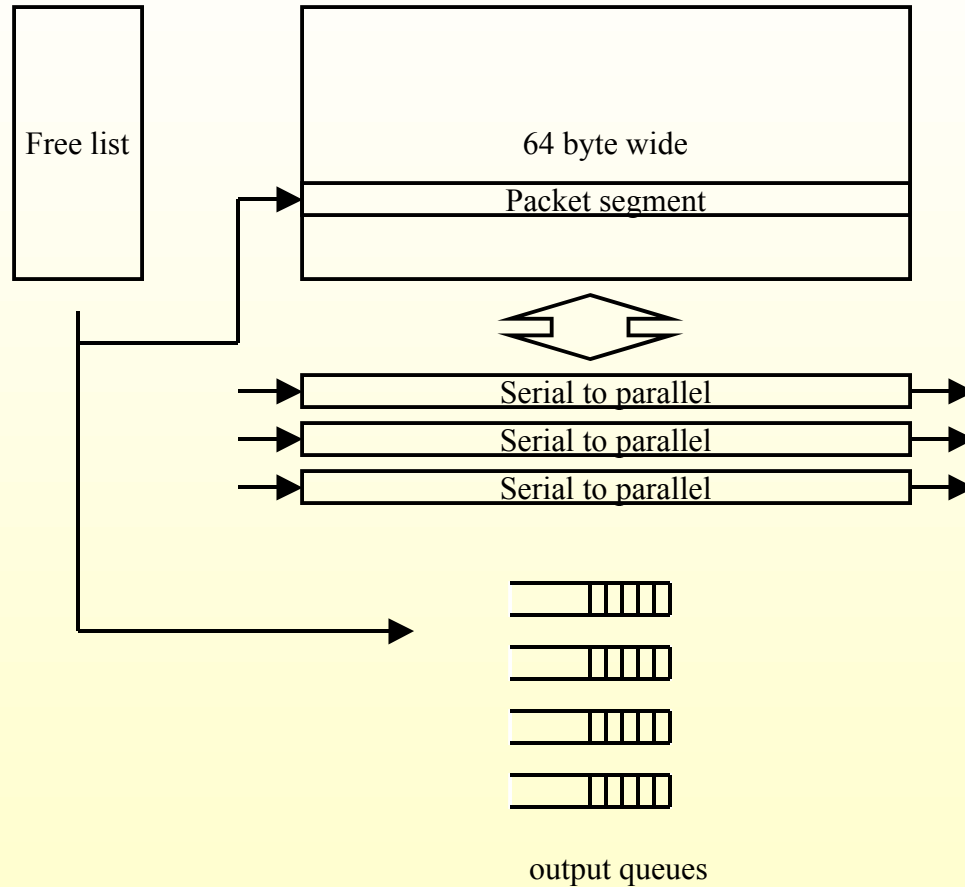 Free list
64 byte wide
Packet segment
Serial to parallel
Serial to parallel
Serial to parallel
output queues